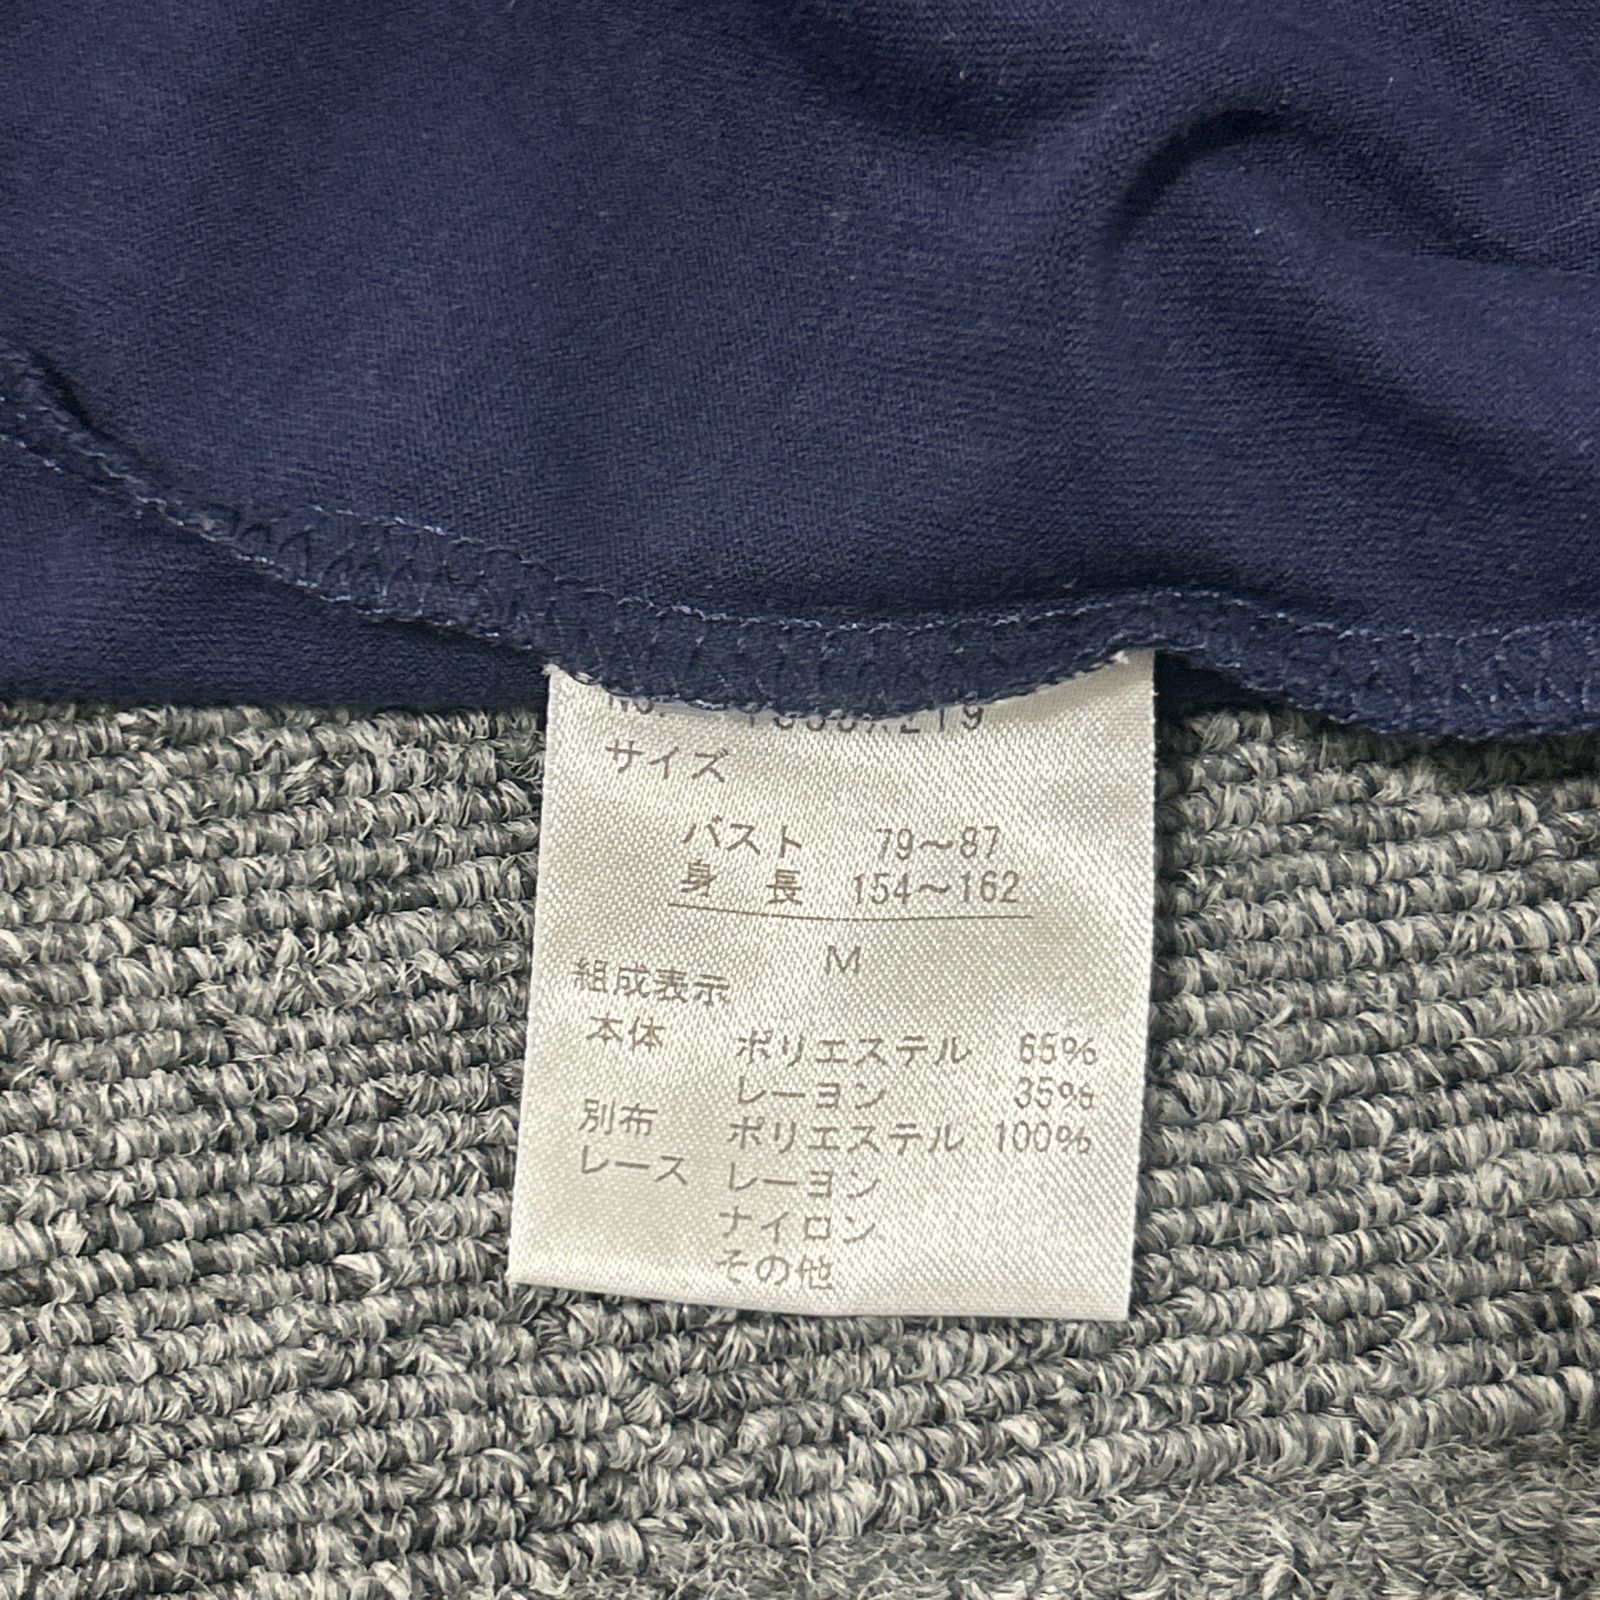 サイズ
バスト 79～87
身 長 154～162
M
組成表示
本体 ポリエステル 65%
レーヨン 35%
別布 ポリエステル 100%
レース レーヨン
ナイロン
その他